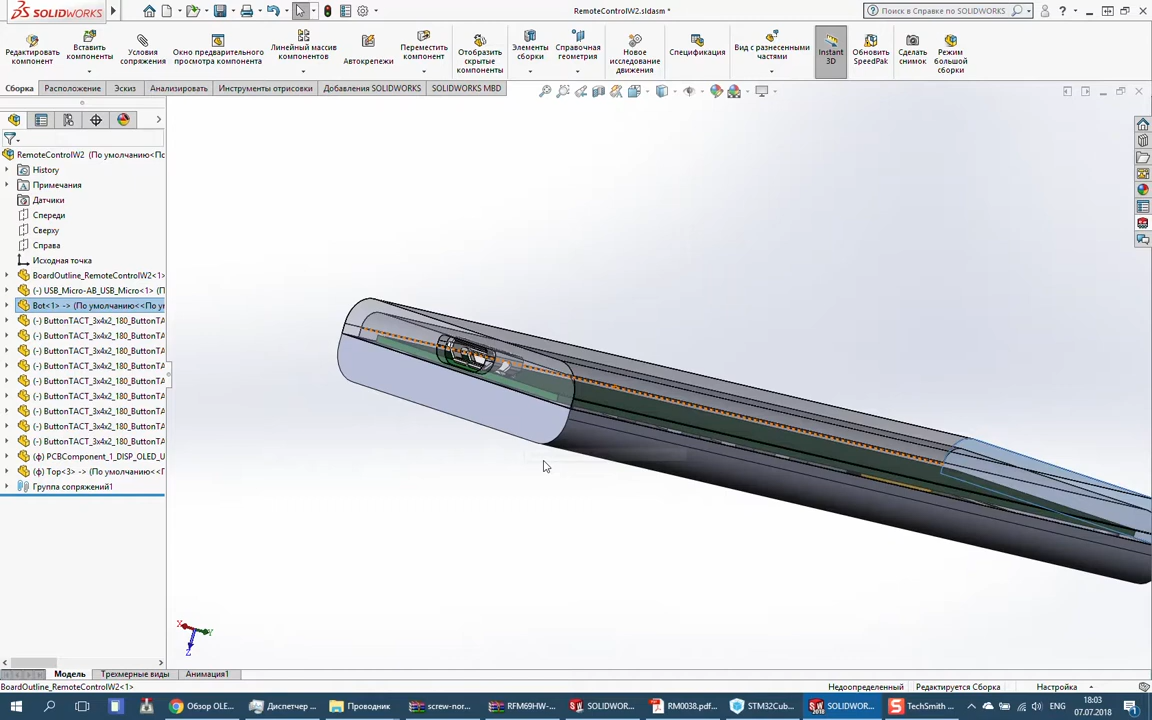 SOLIDWORKS
RemoteControlW2.sldasm *
Поиск в Справке по SOLIDWORKS
Редактировать компонент
Вставить компоненты
Условия сопряжения
Окно предварительного просмотра компонента
Линейный массив компонентов
Автокрепежи
Переместить компонент
Отобразить скрытые компоненты
Элементы сборки
Справочная геометрия
Новое исследование движения
Спецификация
Вид с разнесенными частями
Instant 3D
Обновить SpeedPak
Сделать снимок
Режим большой сборки
Сборка
Расположение
Эскиз
Анализировать
Инструменты отрисовки
Добавления SOLIDWORKS
SOLIDWORKS MBD
RemoteControlW2 (По умолчанию<По
History
Примечания
Датчики
Спереди
Сверху
Справа
Исходная точка
BoardOutline_RemoteControlW2<1>
(-) USB_Micro-AB_USB_Micro<1> (П
Bot<1> -> (По умолчанию<<По у
(-) ButtonTACT_3x4x2_180_ButtonTA
(-) ButtonTACT_3x4x2_180_ButtonTA
(-) ButtonTACT_3x4x2_180_ButtonTA
(-) ButtonTACT_3x4x2_180_ButtonTA
(-) ButtonTACT_3x4x2_180_ButtonTA
(-) ButtonTACT_3x4x2_180_ButtonTA
(-) ButtonTACT_3x4x2_180_ButtonTA
(-) ButtonTACT_3x4x2_180_ButtonTA
(-) ButtonTACT_3x4x2_180_ButtonTA
(ф) PCBComponent_1_DISP_OLED_U
(ф) Top<3> -> (По умолчанию<<По
Группа сопряжений1
X
Y
Z
Модель
Трехмерные виды
Анимация1
BoardOutline_RemoteControlW2<1>
Недоопределенный
Редактируется Сборка
Настройка
Обзор OLE...
Диспетчер ...
Проводник
screw-nor...
RFM69HW-...
SOLIDWOR...
RM0038.pdf...
STM32Cub...
SOLIDWOR...
TechSmith ...
18:03
07.07.2018